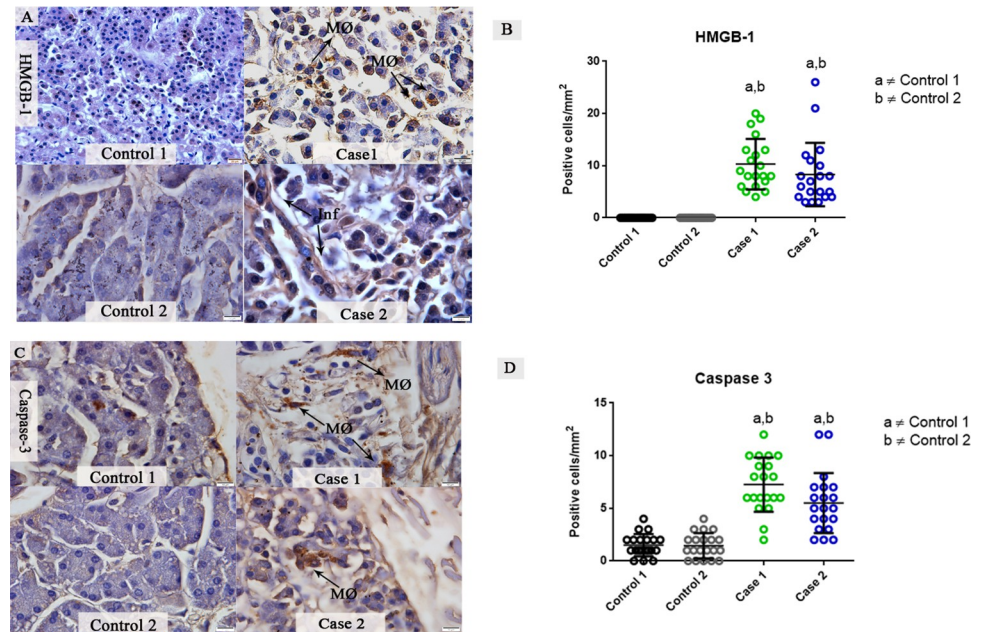 A
HMGB-1
MØ
MØ
Control 1
Case1
Inf
Control 2
Case 2
B
HMGB-1
Positive cells/mm²
30
20
10
0
a,b
a,b
Control 1
Control 2
Case 1
Case 2
a ≠ Control 1
b ≠ Control 2
C
Caspase-3
MØ
MØ
Control 1
Case 1
MØ
Control 2
Case 2
D
Caspase 3
Positive cells/mm²
15
10
5
0
a,b
a,b
Control 1
Control 2
Case 1
Case 2
a ≠ Control 1
b ≠ Control 2